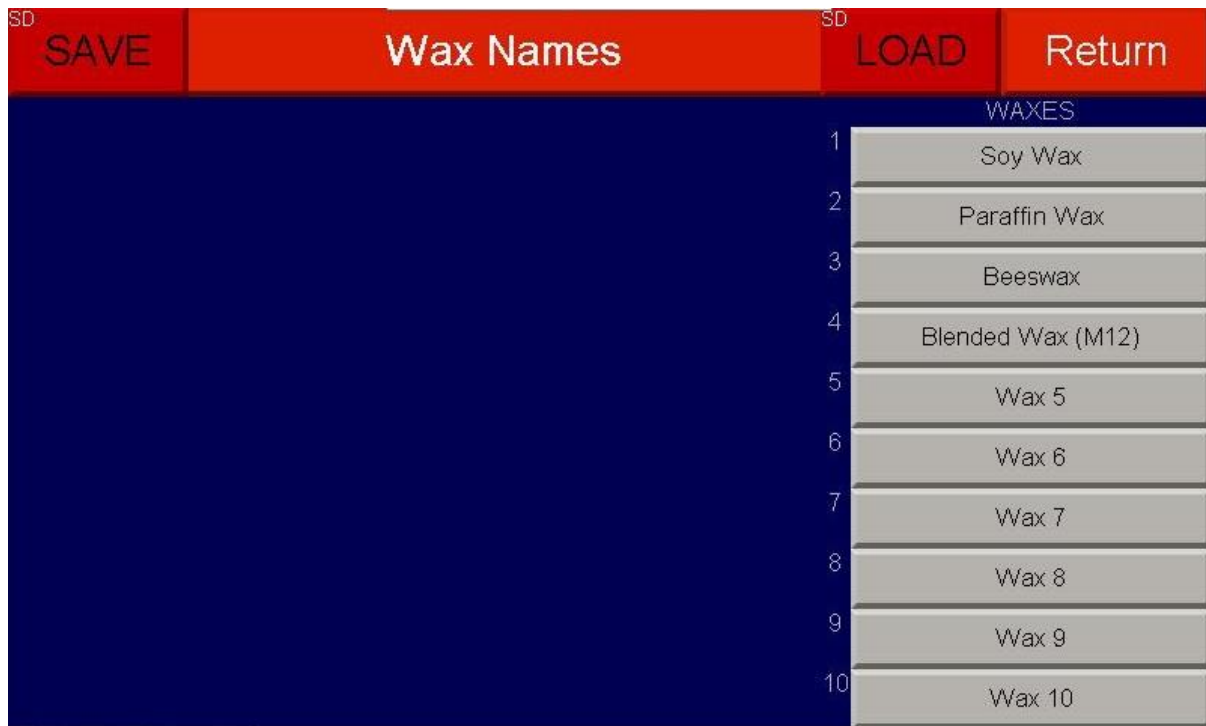 SD
SAVE
Wax Names
SD
LOAD
Return
WAXES
1 Soy Wax
2 Paraffin Wax
3 Beeswax
4 Blended Wax (M12)
5 Wax 5
6 Wax 6
7 Wax 7
8 Wax 8
9 Wax 9
10 Wax 10